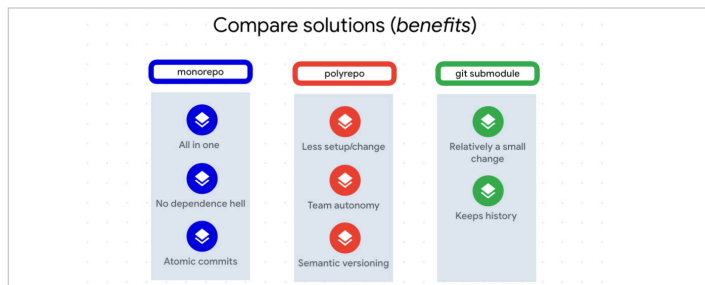 Compare solutions (benefits)
monorepo
All in one
No dependence hell
Atomic commits
polyrepo
Less setup/change
Team autonomy
Semantic versioning
git submodule
Relatively a small
change
Keeps history